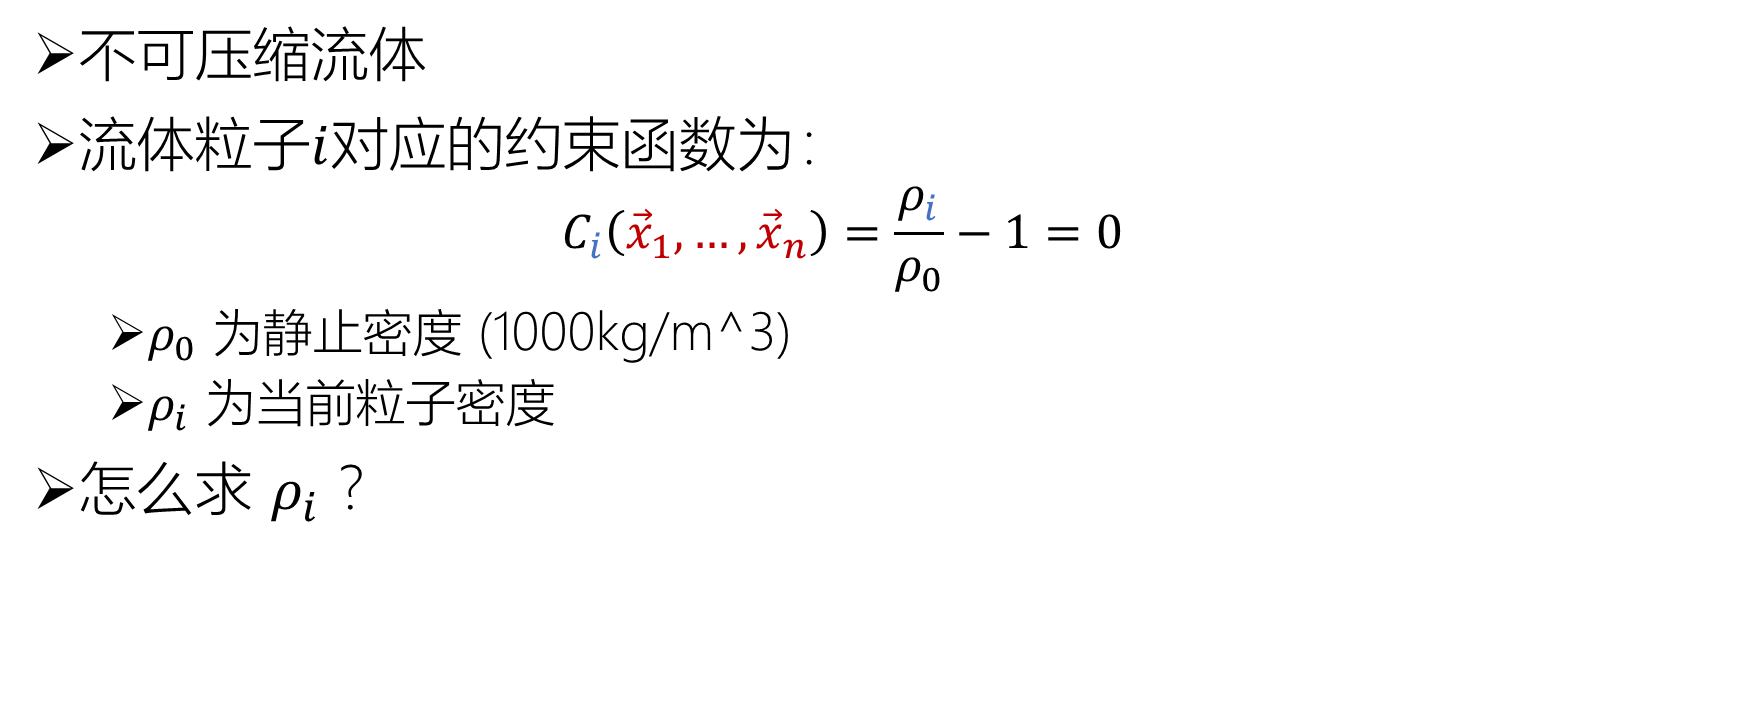 ➢不可压缩流体
➢流体粒子i对应的约束函数为:
C_i(x⃗_1, … , x⃗_n) = ρ_i/ρ_0 − 1 = 0
➢ρ_0 为静止密度 (1000kg/m^3)
➢ρ_i 为当前粒子密度
➢怎么求 ρ_i ?